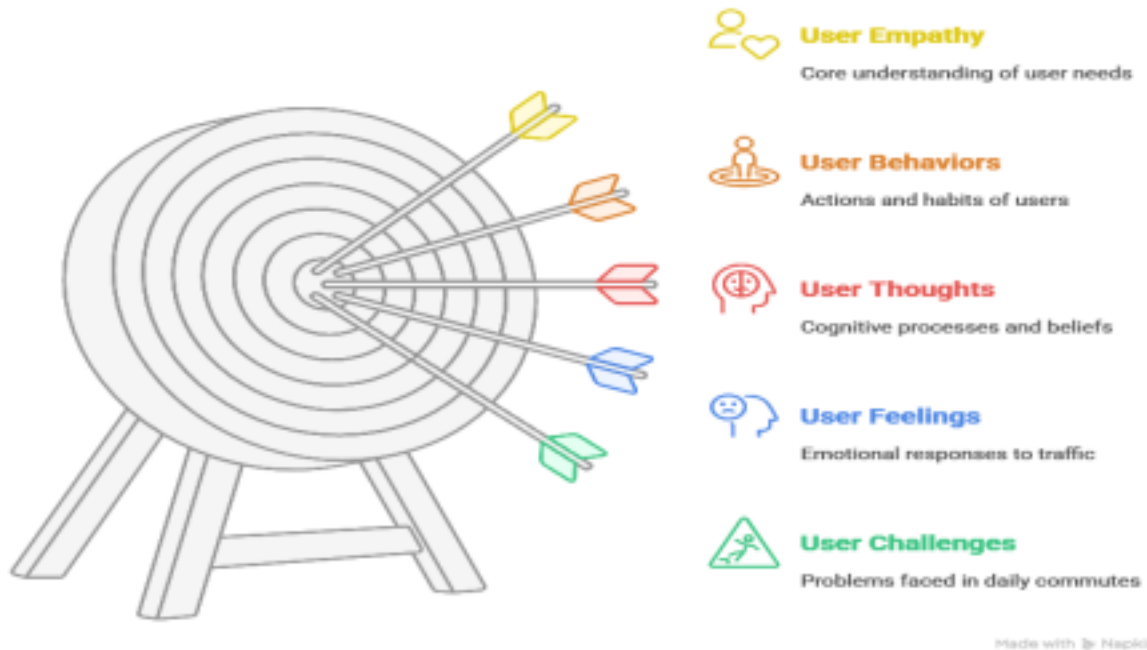 User Empathy
Core understanding of user needs
User Behaviors
Actions and habits of users
User Thoughts
Cognitive processes and beliefs
User Feelings
Emotional responses to traffic
User Challenges
Problems faced in daily commutes
Made with Napki